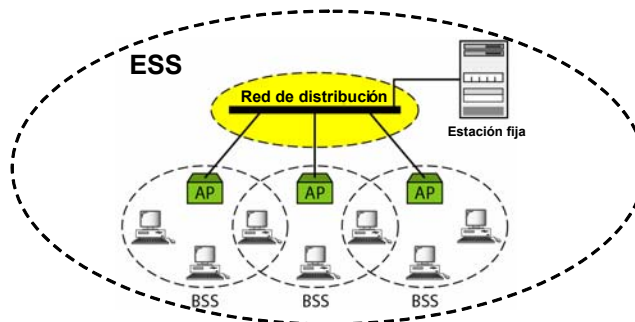 ESS
Red de distribución
Estación fija
AP
AP
AP
BSS
BSS
BSS